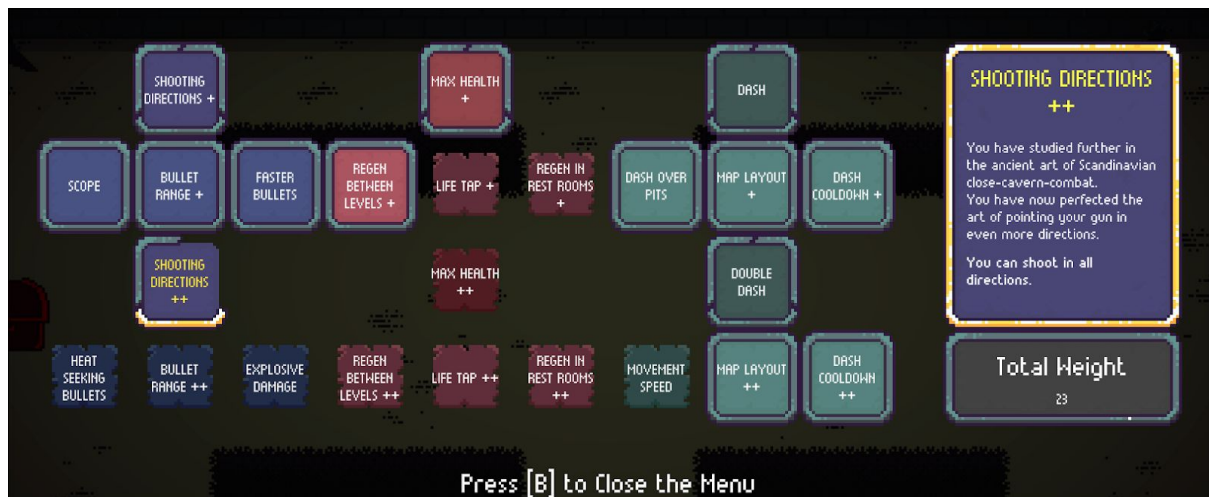 SHOOTING
DIRECTIONS +
MAX HEALTH
+
DASH
SCOPE
BULLET
RANGE +
FASTER
BULLETS
REGEN
BETWEEN
LEVELS +
LIFE TAP +
REGEN IN
REST ROOMS
+
DASH OVER
PITS
MAP LAYOUT
+
DASH
COOLDOWN +
SHOOTING
DIRECTIONS
++
MAX HEALTH
++
DOUBLE
DASH
HEAT
SEEKING
BULLETS
BULLET
RANGE ++
EXPLOSIVE
DAMAGE
REGEN
BETWEEN
LEVELS ++
LIFE TAP ++
REGEN IN
REST ROOMS
++
MOVEMENT
SPEED
MAP LAYOUT
++
DASH
COOLDOWN
++
SHOOTING DIRECTIONS
++
You have studied further in
the ancient art of Scandinavian
close-cavern-combat.
You have now perfected the
art of pointing your gun in
even more directions.
You can shoot in all
directions.
Total Weight
23
Press [B] to Close the Menu